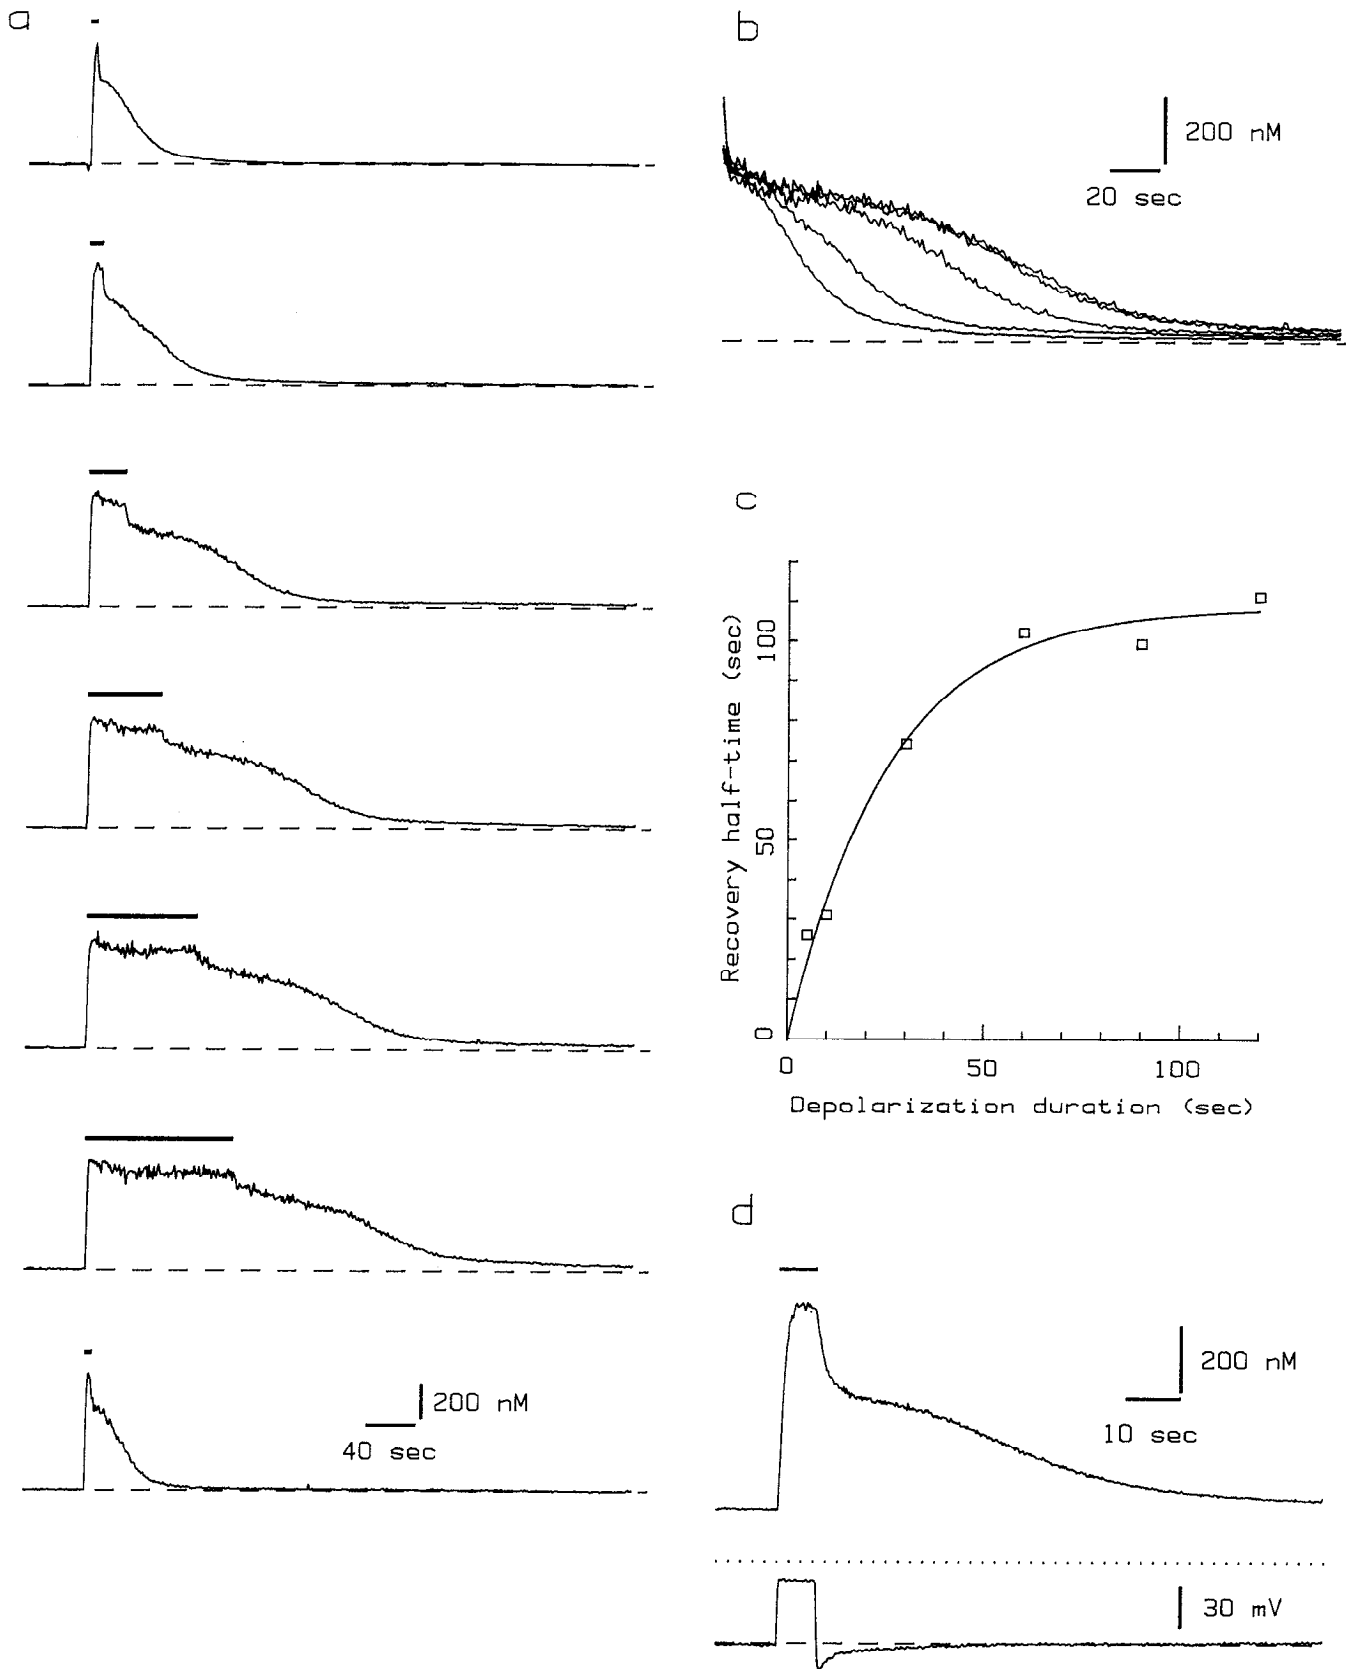 a
200 nM
40 sec
b
200 nM
20 sec
c
Recovery half-time (sec)
100
50
0
0 50 100
Depolarization duration (sec)
d
200 nM
10 sec
30 mV